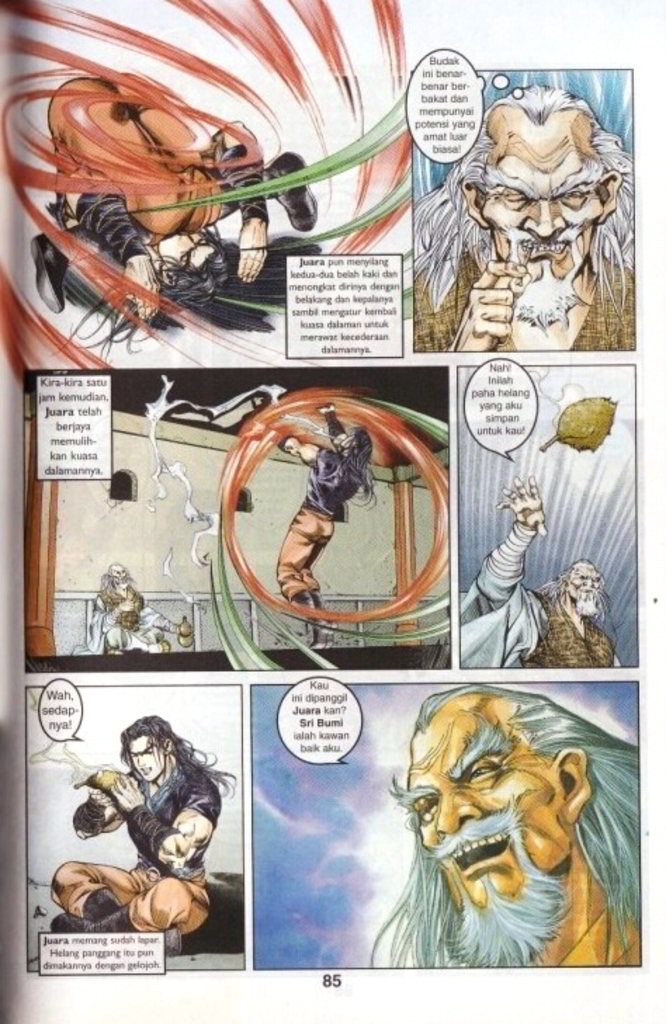 Budak
ini benar-
benar ber-
bakat dan
mempunyai
potensi yang
amat luar
biasa!
Juara pun menyilang
kedua-dua belah kaki dan
menongkat dirinya dengan
belakang dan kepalanya
sambil mengatur kembali
kuasa dalaman untuk
merawat kecederaan
dalamannya.
Kira-kira satu
jam kemudian,
Juara telah
berjaya
memulih-
kan kuasa
dalamannya.
Nah!
Inilah
paha helang
yang aku
simpan
untuk kau!
Wah,
sedap-
nya!
Juara memang sudah lapar.
Helang panggang itu pun
dimakannya dengan gelojoh.
Kau
ini dipanggil
Juara kan?
Sri Bumi
ialah kawan
baik aku.
85